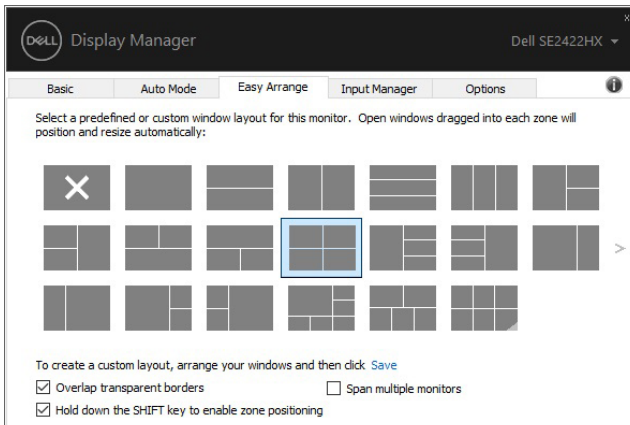 DELL Display Manager
Dell SE2422HX
Basic Auto Mode Easy Arrange Input Manager Options
Select a predefined or custom window layout for this monitor. Open windows dragged into each zone will
position and resize automatically:
To create a custom layout, arrange your windows and then click Save
Overlap transparent borders
Span multiple monitors
Hold down the SHIFT key to enable zone positioning